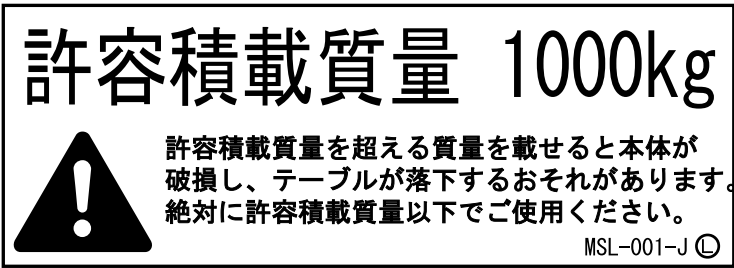 許容積載質量 1000kg
許容積載質量を超える質量を載せると本体が
破損し、テーブルが落下するおそれがあります。
絶対に許容積載質量以下でご使用ください。
MSL-001-J Ⓛ